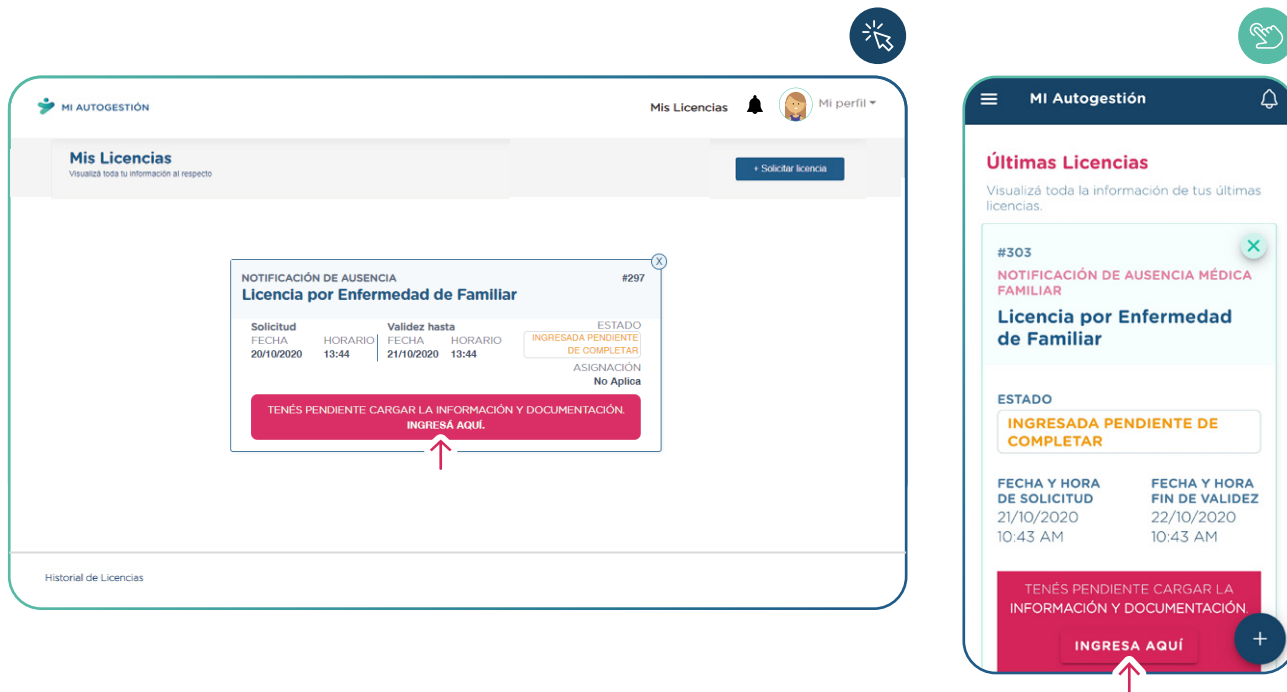 MI AUTOGESTIÓN
Mis Licencias
Mi perfil
Mis Licencias
Visualizá toda tu información al respecto
+ Solicitar licencia
X
NOTIFICACIÓN DE AUSENCIA
#297
Licencia por Enfermedad de Familiar
Solicitud
Validez hasta
ESTADO
FECHA HORARIO FECHA HORARIO
INGRESADA PENDIENTE
DE COMPLETAR
20/10/2020 13:44 21/10/2020 13:44
ASIGNACIÓN
No Aplica
TENÉS PENDIENTE CARGAR LA INFORMACIÓN Y DOCUMENTACIÓN.
INGRESÁ AQUÍ.
Historial de Licencias
MI Autogestión
Últimas Licencias
Visualizá toda la información de tus últimas
licencias.
#303
NOTIFICACIÓN DE AUSENCIA MÉDICA
FAMILIAR
Licencia por Enfermedad
de Familiar
ESTADO
INGRESADA PENDIENTE DE
COMPLETAR
FECHA Y HORA FECHA Y HORA
DE SOLICITUD FIN DE VALIDEZ
21/10/2020 22/10/2020
10:43 AM 10:43 AM
TENÉS PENDIENTE CARGAR LA
INFORMACIÓN Y DOCUMENTACIÓN.
INGRESA AQUÍ
+